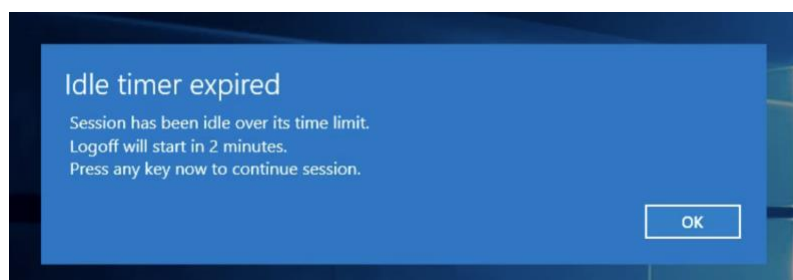 Idle timer expired
Session has been idle over its time limit.
Logoff will start in 2 minutes.
Press any key now to continue session.
OK